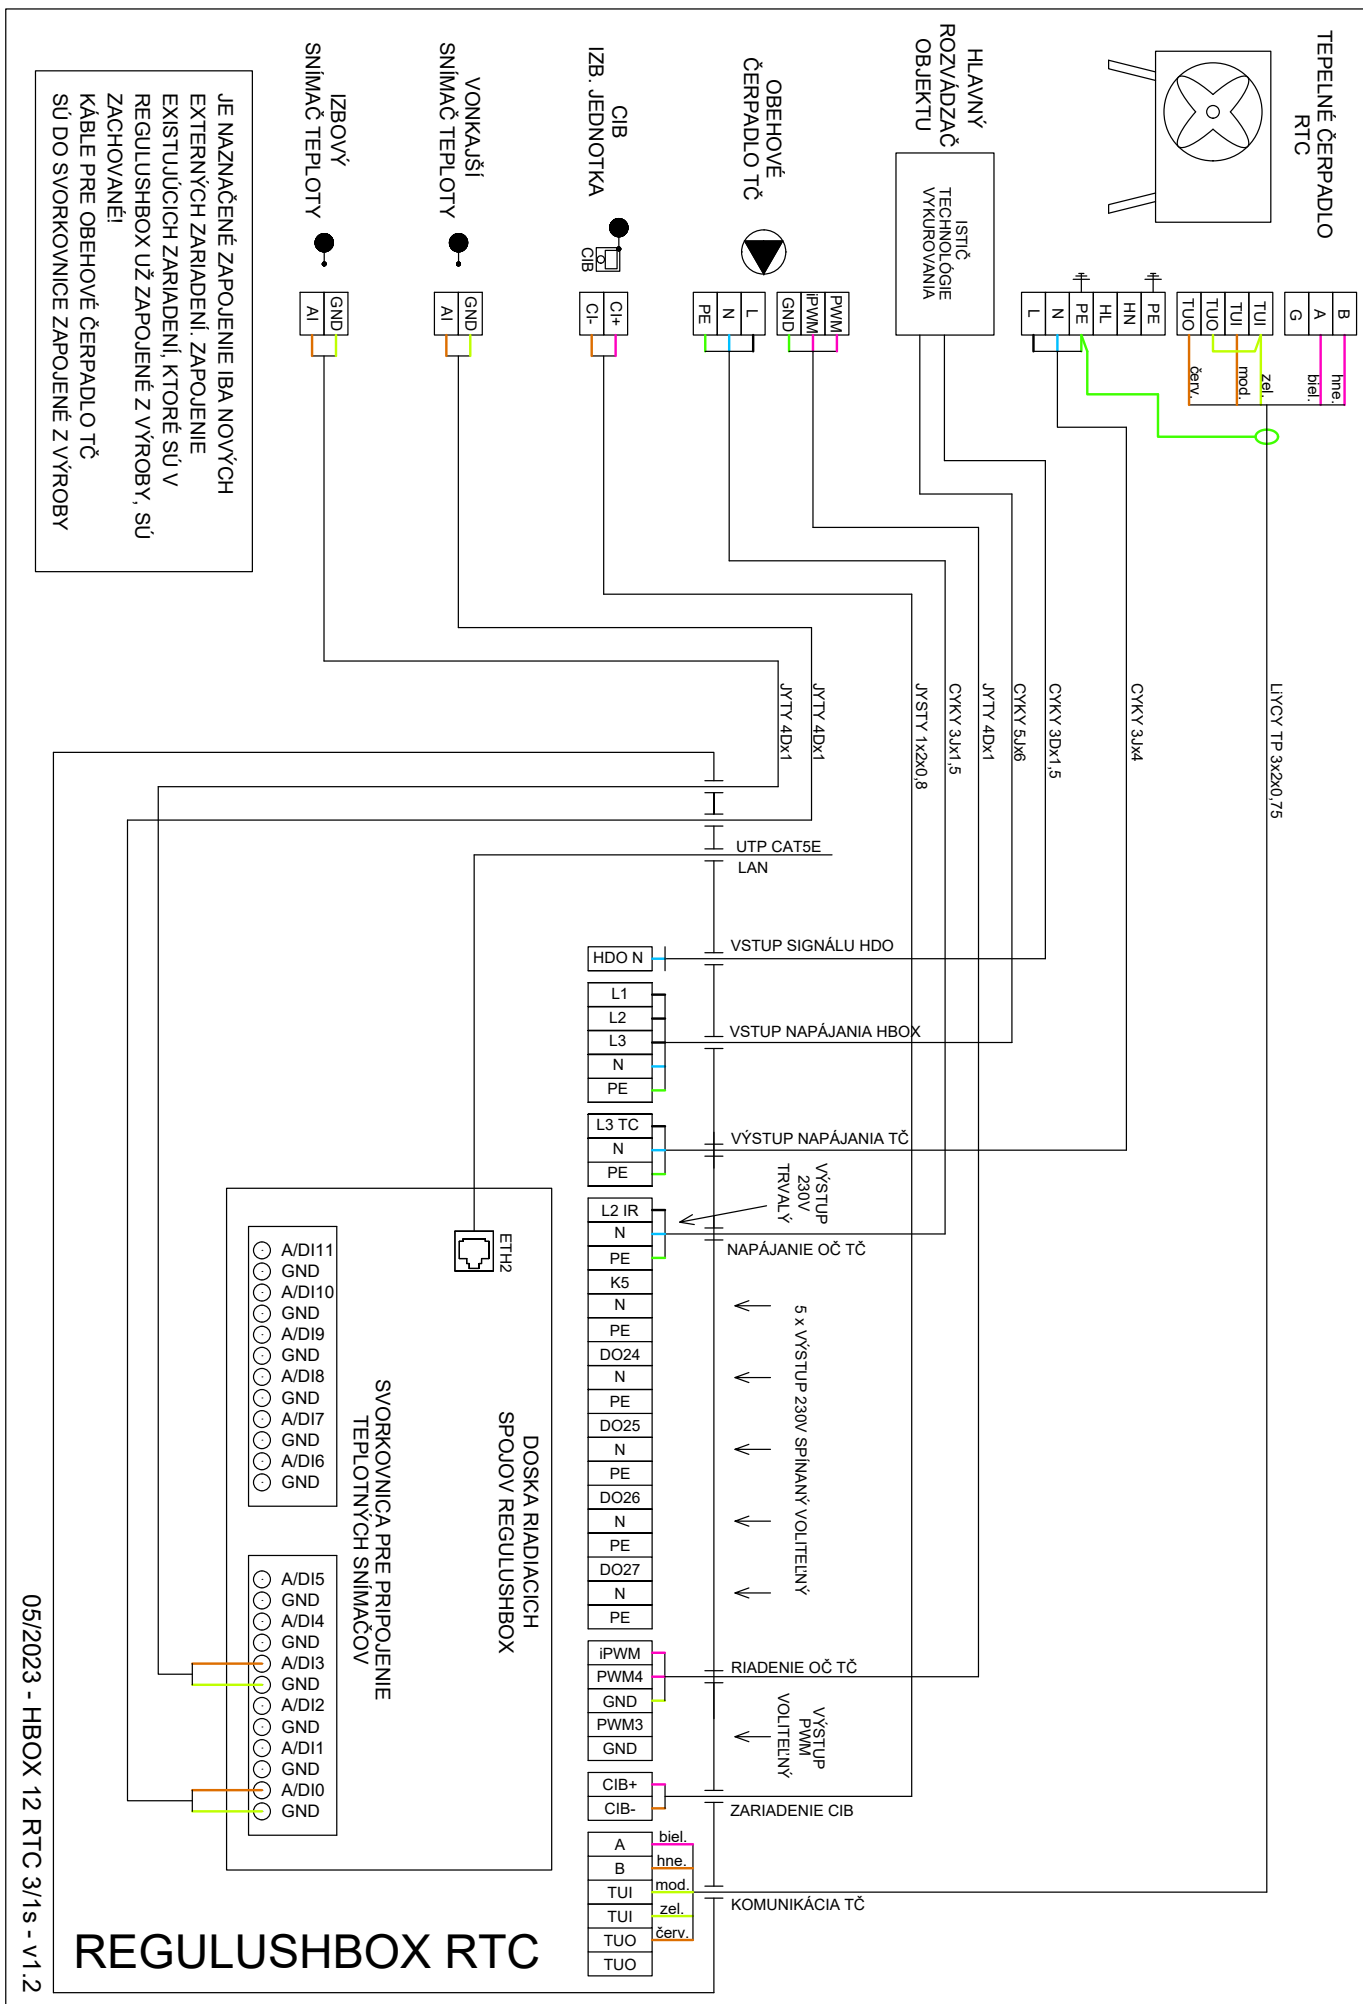 TEPELNÉ ČERPADLO
RTC
HLAVNÝ
ROZVÁDZAČ
OBJEKTU
ISTIČ
TECHNOLÓGIE
VYKUROVANIA
OBEHOVÉ
ČERPADLO TČ
CIB
IZB. JEDNOTKA
CIB
VONKAJŠÍ
SNÍMAČ TEPLOTY
IZBOVÝ
SNÍMAČ TEPLOTY
JE NAZNAČENÉ ZAPOJENIE IBA NOVÝCH
EXTERNÝCH ZARIADENÍ. ZAPOJENIE
EXISTUJÚCICH ZARIADENÍ, KTORÉ SÚ V
REGULUSHBOX UŽ ZAPOJENÉ Z VÝROBY, SÚ
ZACHOVANÉ!
KÁBLE PRE OBEHOVÉ ČERPADLO TČ
SÚ DO SVORKOVNICE ZAPOJENÉ Z VÝROBY
B
A
G
TUI
TUI
TUO
TUO
PE
HN
HL
PE
N
L
PWM
iPWM
GND
L
N
PE
CI+
CI-
GND
AI
GND
AI
hne.
biel.
zel.
mod.
červ.
LiYCY TP 3x2x0,75
CYKY 3Jx4
CYKY 3Dx1,5
CYKY 5Jx6
JYTY 4Dx1
CYKY 3Jx1,5
JYSTY 1x2x0,8
JYTY 4Dx1
JYTY 4Dx1
UTP CAT5E
LAN
VSTUP SIGNÁLU HDO
HDO N
L1
L2
L3
N
PE
VSTUP NAPÁJANIA HBOX
L3 TC
N
PE
VÝSTUP NAPÁJANIA TČ
VÝSTUP
230V
TRVALÝ
L2 IR
N
PE
NAPÁJANIE OČ TČ
K5
N
PE
DO24
N
PE
DO25
N
PE
DO26
N
PE
DO27
N
PE
5 x VÝSTUP 230V SPÍNANÝ VOLITEĽNÝ
iPWM
PWM4
GND
PWM3
GND
RIADENIE OČ TČ
VÝSTUP
PWM
VOLITEĽNÝ
CIB+
CIB-
ZARIADENIE CIB
A
B
TUI
TUI
TUO
TUO
biel.
hne.
mod.
zel.
červ.
KOMUNIKÁCIA TČ
ETH2
DOSKA RIADIACICH
SPOJOV REGULUSHBOX
SVORKOVNICA PRE PRIPOJENIE
TEPLOTNÝCH SNÍMAČOV
A/DI11
GND
A/DI10
GND
A/DI9
GND
A/DI8
GND
A/DI7
GND
A/DI6
GND
A/DI5
GND
A/DI4
GND
A/DI3
GND
A/DI2
GND
A/DI1
GND
A/DI0
GND
REGULUSHBOX RTC
05/2023 - HBOX 12 RTC 3/1s - v1.2